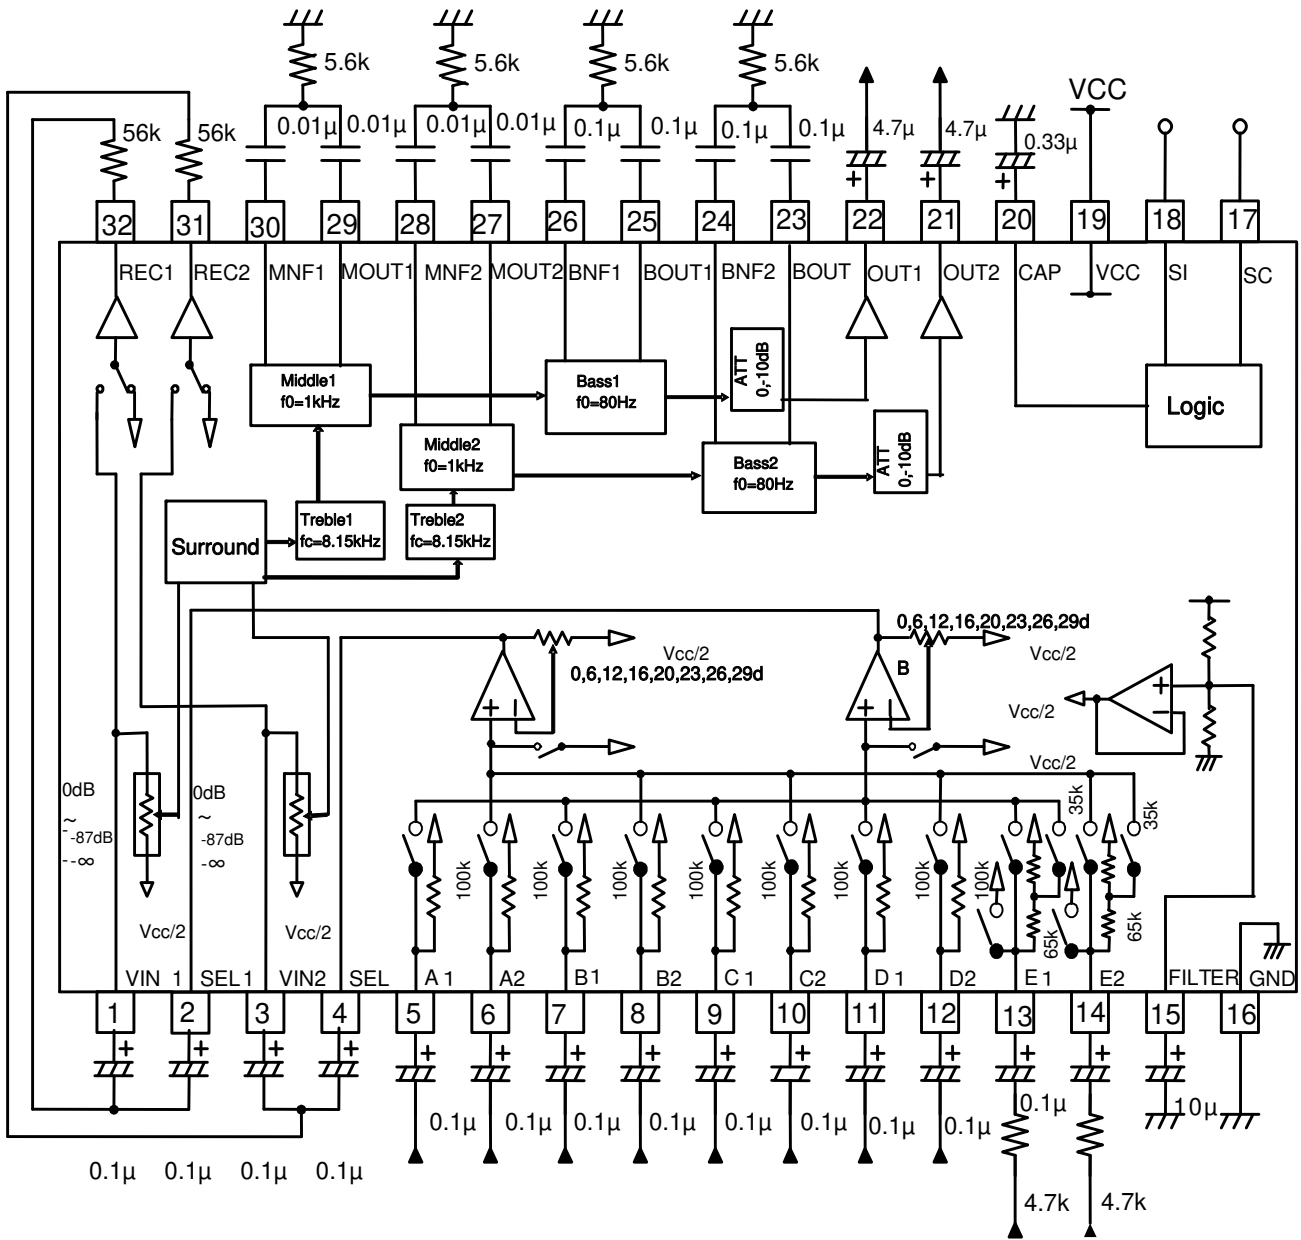 5.6k 5.6k 5.6k 5.6k
VCC
56k 56k 0.01µ 0.01µ 0.01µ 0.01µ 0.1µ 0.1µ 0.1µ 0.1µ 4.7µ 4.7µ 0.33µ
+ + +
32 31 30 29 28 27 26 25 24 23 22 21 20 19 18 17
REC1 REC2 MNF1 MOUT1 MNF2 MOUT2 BNF1 BOUT1 BNF2 BOUT OUT1 OUT2 CAP VCC SI SC
Middle1
f0=1kHz
Bass1
f0=80Hz
ATT
0,-10dB
Logic
Middle2
f0=1kHz
Bass2
f0=80Hz
ATT
0,-10dB
Surround
Treble1
fc=8.15kHz
Treble2
fc=8.15kHz
0,6,12,16,20,23,26,29d
B
Vcc/2
0,6,12,16,20,23,26,29d
Vcc/2
Vcc/2
Vcc/2
+ − + − + −
0dB
~
-87dB
--∞
0dB
~
-87dB
-∞
Vcc/2 Vcc/2
35k 35k
100k 100k 100k 100k 100k 100k 100k 100k
65k 65k
VIN 1 SEL1 VIN2 SEL A1 A2 B1 B2 C1 C2 D1 D2 E1 E2 FILTER GND
1 2 3 4 5 6 7 8 9 10 11 12 13 14 15 16
+ + + + + + + + + + + + + + +
0.1µ 0.1µ 0.1µ 0.1µ 0.1µ 0.1µ 0.1µ 0.1µ 0.1µ 10µ
0.1µ 0.1µ 0.1µ 0.1µ
4.7k 4.7k